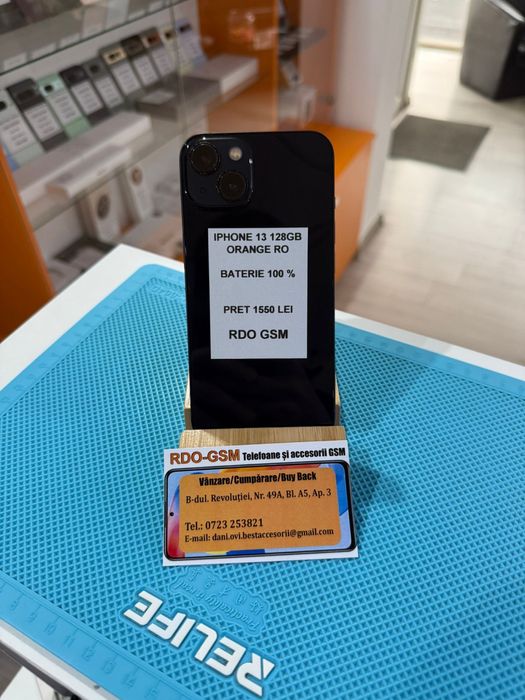 IPHONE 13 128GB
ORANGE RO
BATERIE 100 %
PRET 1550 LEI
RDO GSM
RDO-GSM Telefoane și accesorii GSM
Vânzare/Cumpărare/Buy Back
B-dul. Revoluției, Nr. 49A, Bl. A5, Ap. 3
Tel.: 0723 253821
E-mail: dani.ovi.bestaccesorii@gmail.com
RELIFE